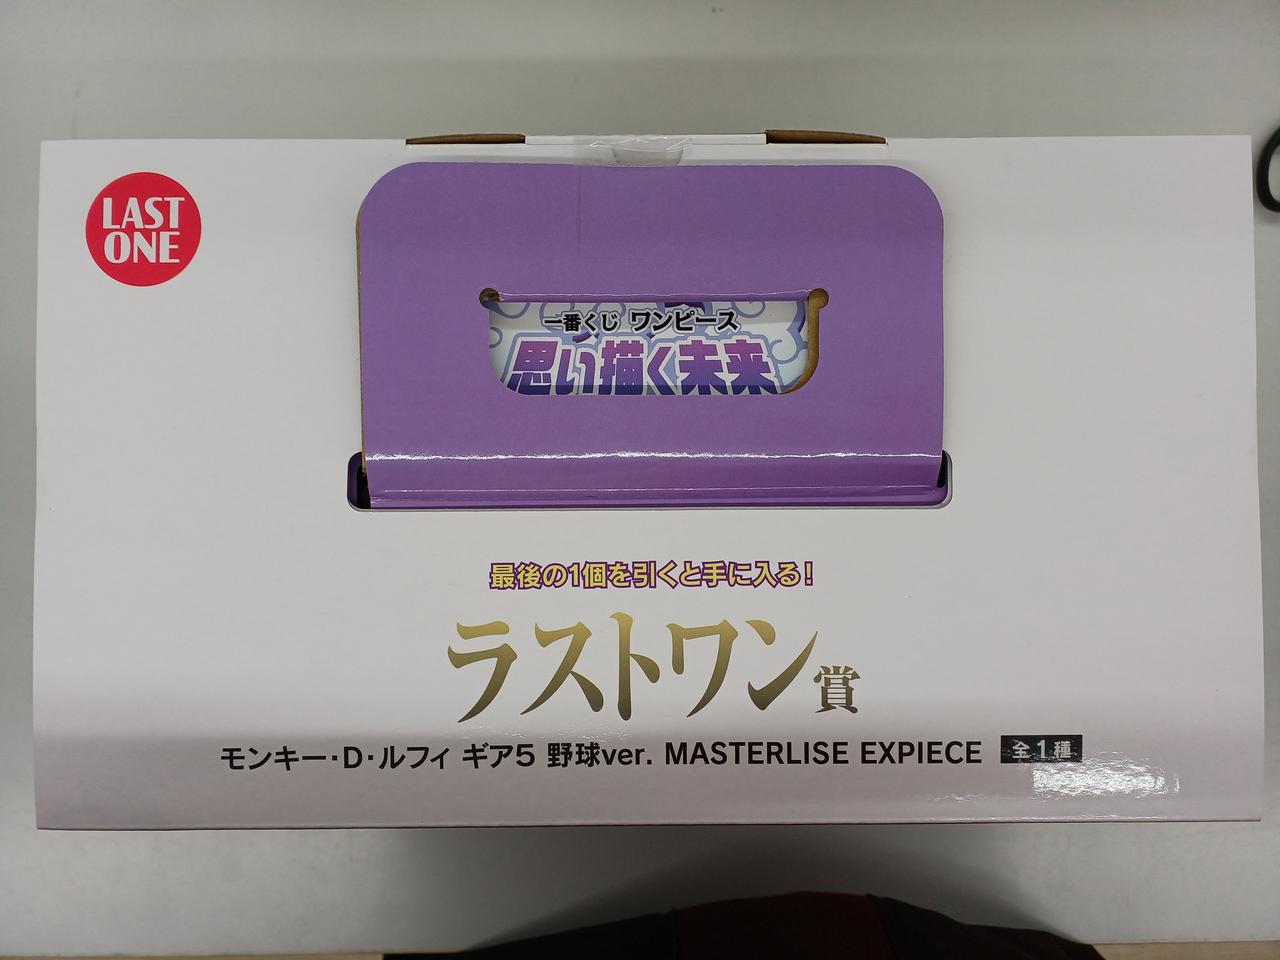 LAST
ONE
一番くじ ワンピース
思い描く未来
最後の1個を引くと手に入る!
ラストワン賞
モンキー・D・ルフィ ギア5 野球ver. MASTERLISE EXPIECE 全1種